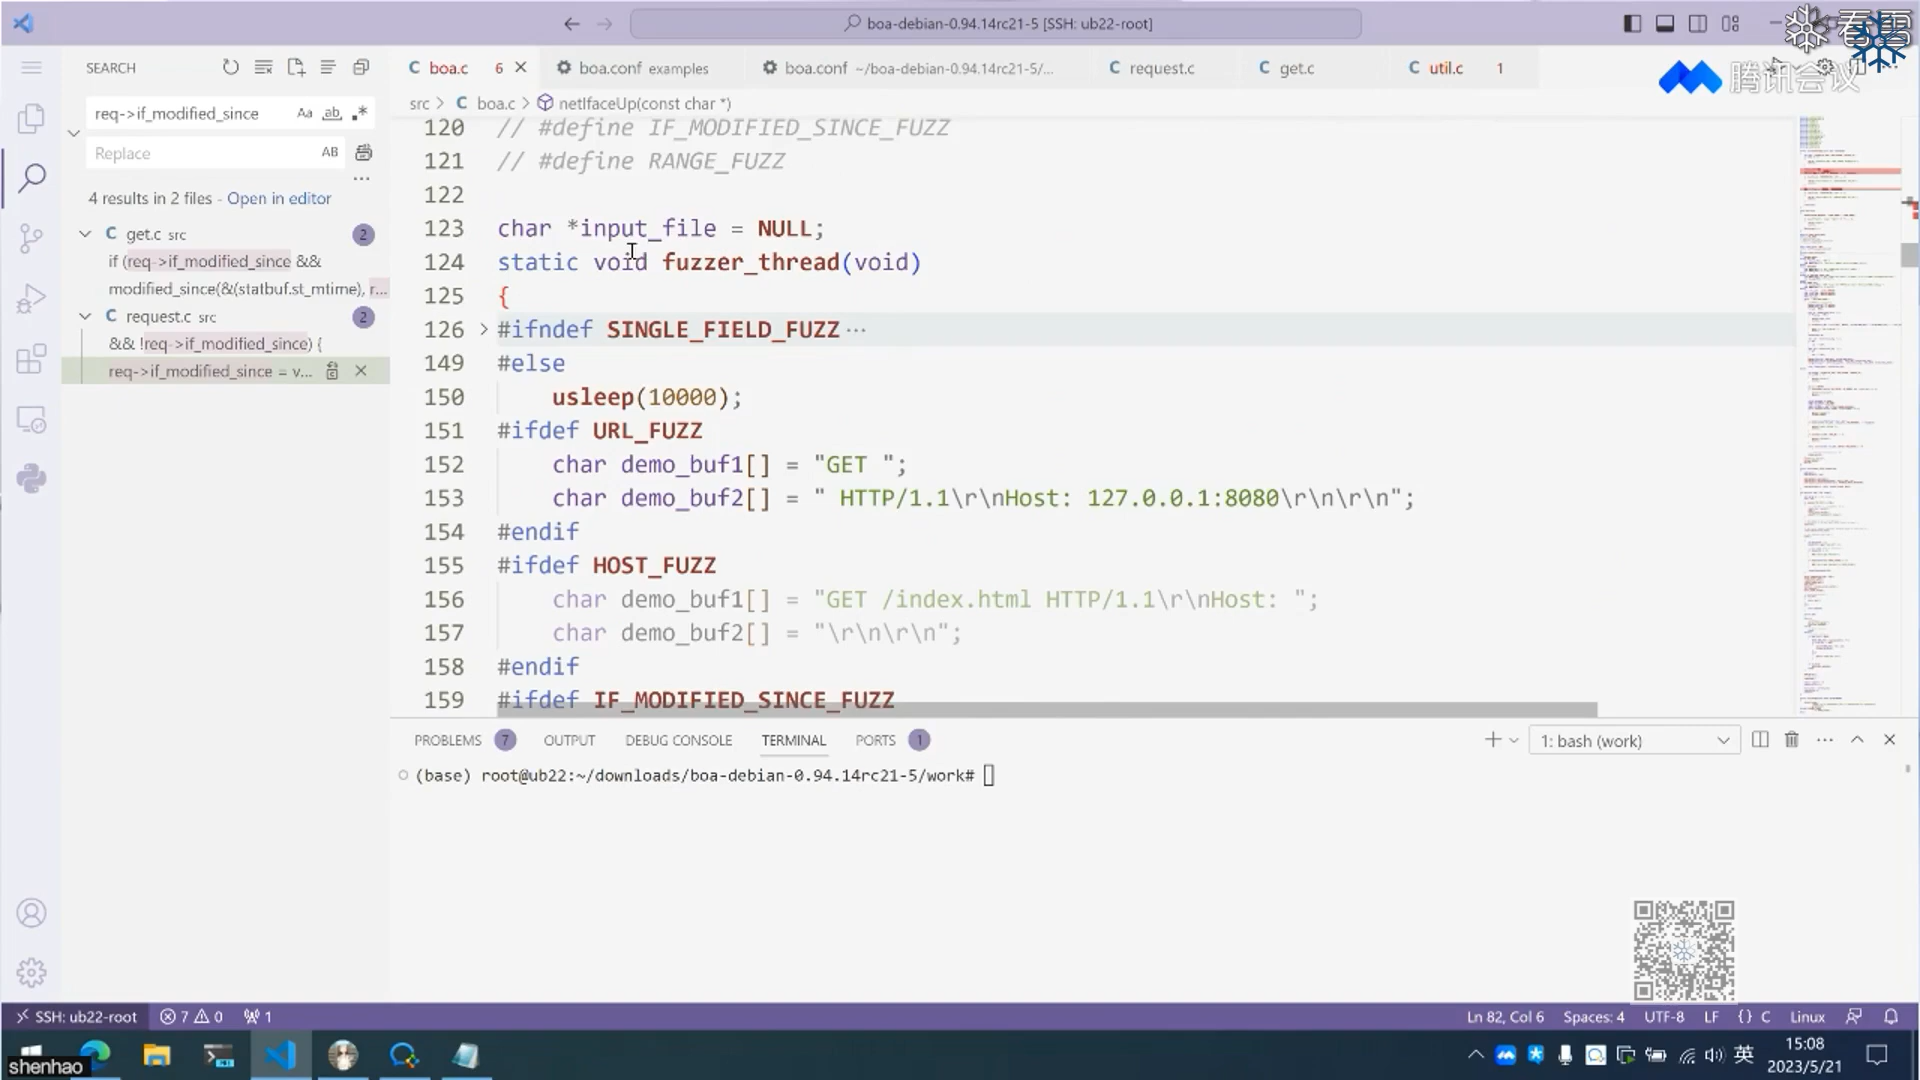 boa-debian-0.94.14rc21-5 [SSH: ub22-root]
看雪
腾讯会议
SEARCH
req->if_modified_since
Aa ab .*
Replace
AB
4 results in 2 files - Open in editor
get.c src 2
if (req->if_modified_since &&
modified_since(&(statbuf.st_mtime), r...
request.c src 2
&& !req->if_modified_since) {
req->if_modified_since = v...
C boa.c 6
boa.conf examples
boa.conf ~/boa-debian-0.94.14rc21-5/...
C request.c
C get.c
C util.c 1
src > C boa.c > netIfaceUp(const char *)
120 // #define IF_MODIFIED_SINCE_FUZZ
121 // #define RANGE_FUZZ
122
123 char *input_file = NULL;
124 static void fuzzer_thread(void)
125 {
126 > #ifndef SINGLE_FIELD_FUZZ ···
149 #else
150 usleep(10000);
151 #ifdef URL_FUZZ
152 char demo_buf1[] = "GET ";
153 char demo_buf2[] = " HTTP/1.1\r\nHost: 127.0.0.1:8080\r\n\r\n";
154 #endif
155 #ifdef HOST_FUZZ
156 char demo_buf1[] = "GET /index.html HTTP/1.1\r\nHost: ";
157 char demo_buf2[] = "\r\n\r\n";
158 #endif
159 #ifdef IF_MODIFIED_SINCE_FUZZ
PROBLEMS 7 OUTPUT DEBUG CONSOLE TERMINAL PORTS 1
1: bash (work)
(base) root@ub22:~/downloads/boa-debian-0.94.14rc21-5/work#
SSH: ub22-root 7 0 1
Ln 82, Col 6 Spaces: 4 UTF-8 LF {} C Linux
shenhao
英
15:08
2023/5/21